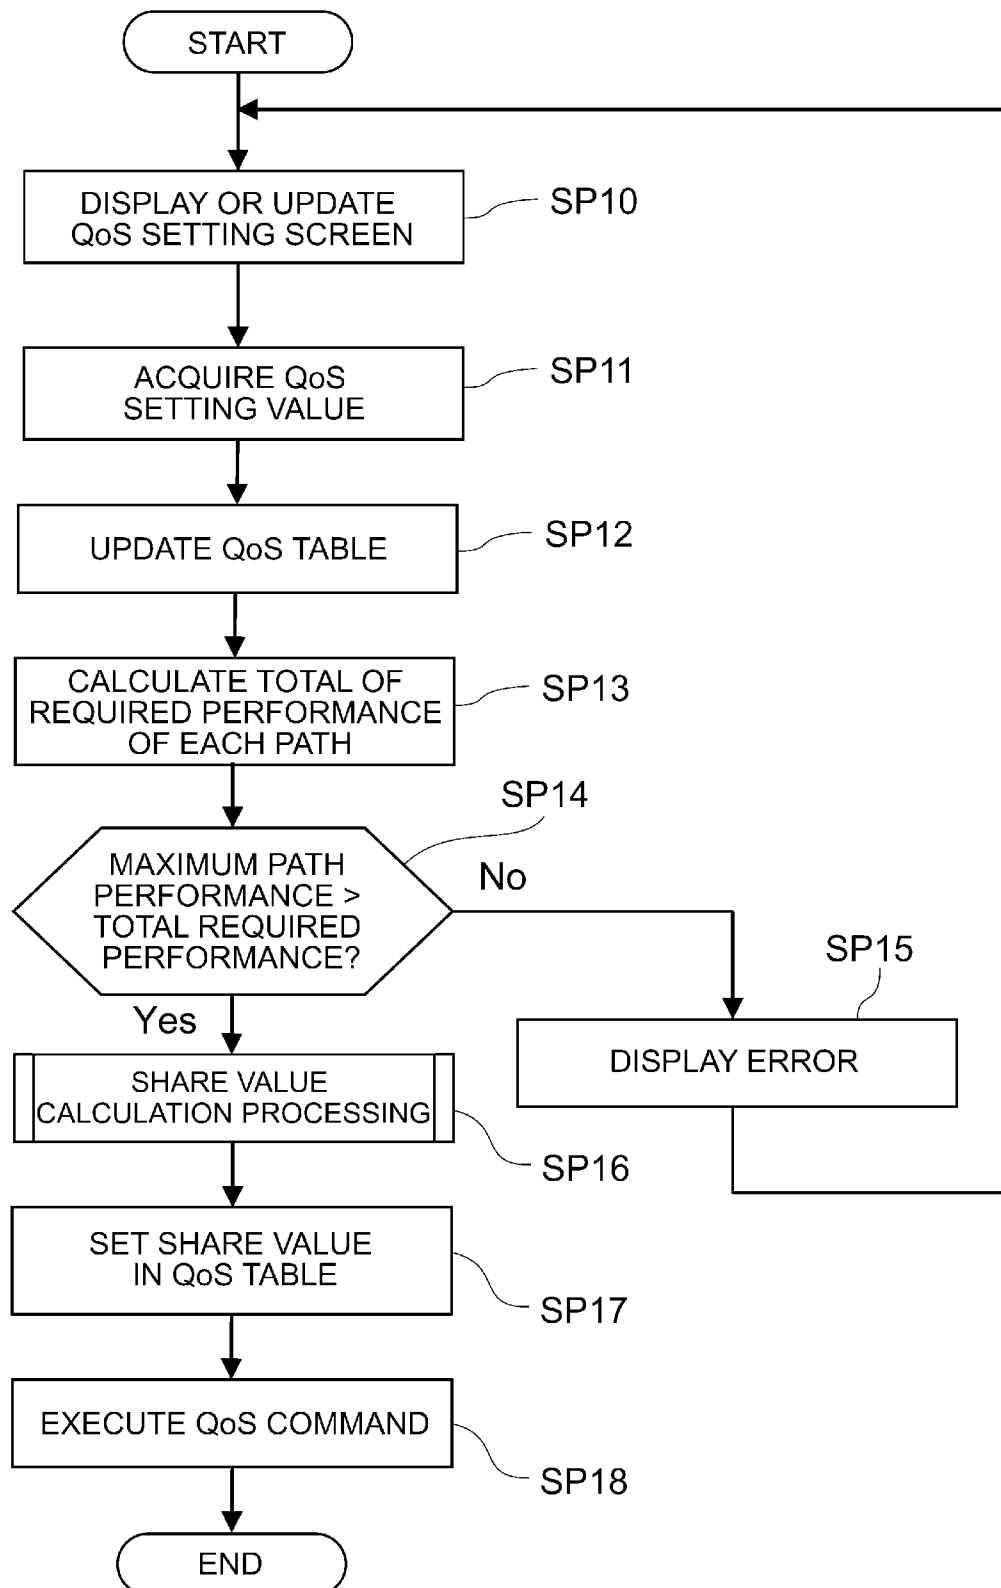 START
DISPLAY OR UPDATE
QoS SETTING SCREEN
SP10
ACQUIRE QoS
SETTING VALUE
SP11
UPDATE QoS TABLE
SP12
CALCULATE TOTAL OF
REQUIRED PERFORMANCE
OF EACH PATH
SP13
SP14
MAXIMUM PATH
PERFORMANCE >
TOTAL REQUIRED
PERFORMANCE?
No
Yes
SP15
DISPLAY ERROR
SHARE VALUE
CALCULATION PROCESSING
SP16
SET SHARE VALUE
IN QoS TABLE
SP17
EXECUTE QoS COMMAND
SP18
END